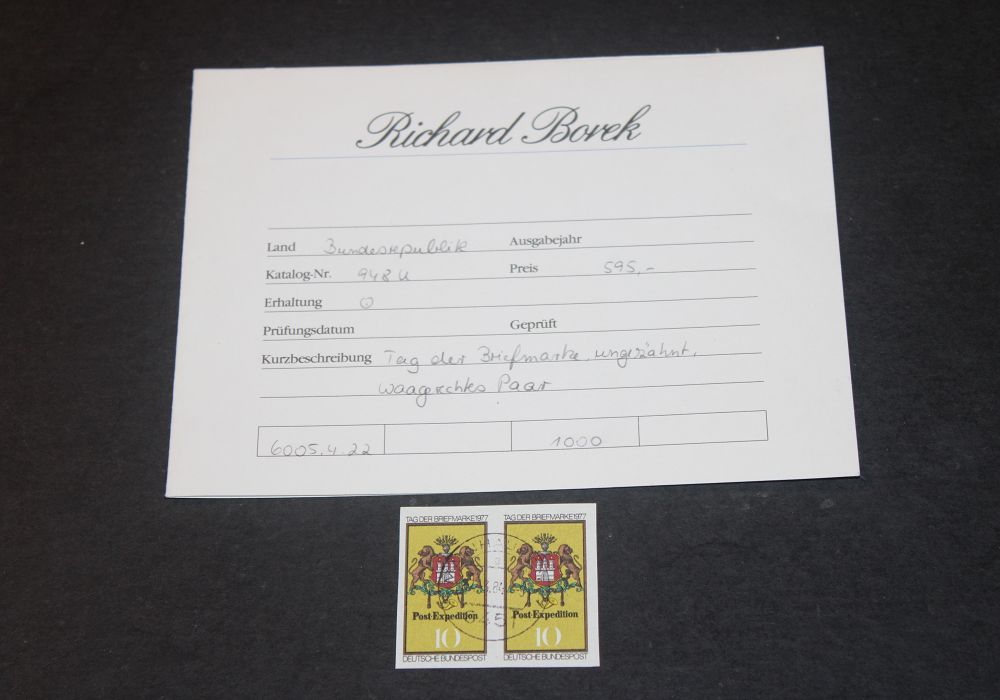 Richard Borek
Land Bundesrepublik Ausgabejahr
Katalog-Nr. 948 U Preis 595,-
Erhaltung
Prüfungsdatum Geprüft
Kurzbeschreibung Tag der Briefmarke, ungezähnt,
waagerechtes Paar
6005.4.22 1000
TAG DER BRIEFMARKE 1977 TAG DER BRIEFMARKE 1977
Post-Expedition Post-Expedition
10 10
DEUTSCHE BUNDESPOST DEUTSCHE BUNDESPOST